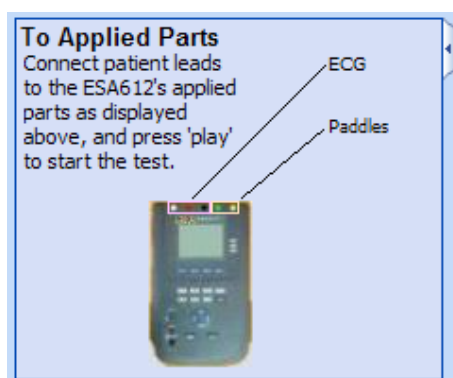 To Applied Parts
Connect patient leads
to the ESA612's applied
parts as displayed
above, and press 'play'
to start the test.
ECG
Paddles